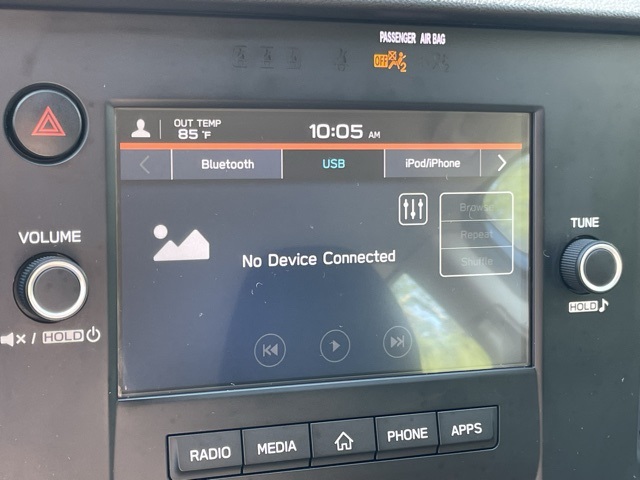 PASSENGER AIR BAG
OFF 2
OUT TEMP
85 °F
10:05 AM
Bluetooth
USB
iPod/iPhone
Browse
Repeat
Shuffle
No Device Connected
VOLUME
TUNE
/ HOLD
HOLD
RADIO
MEDIA
PHONE
APPS